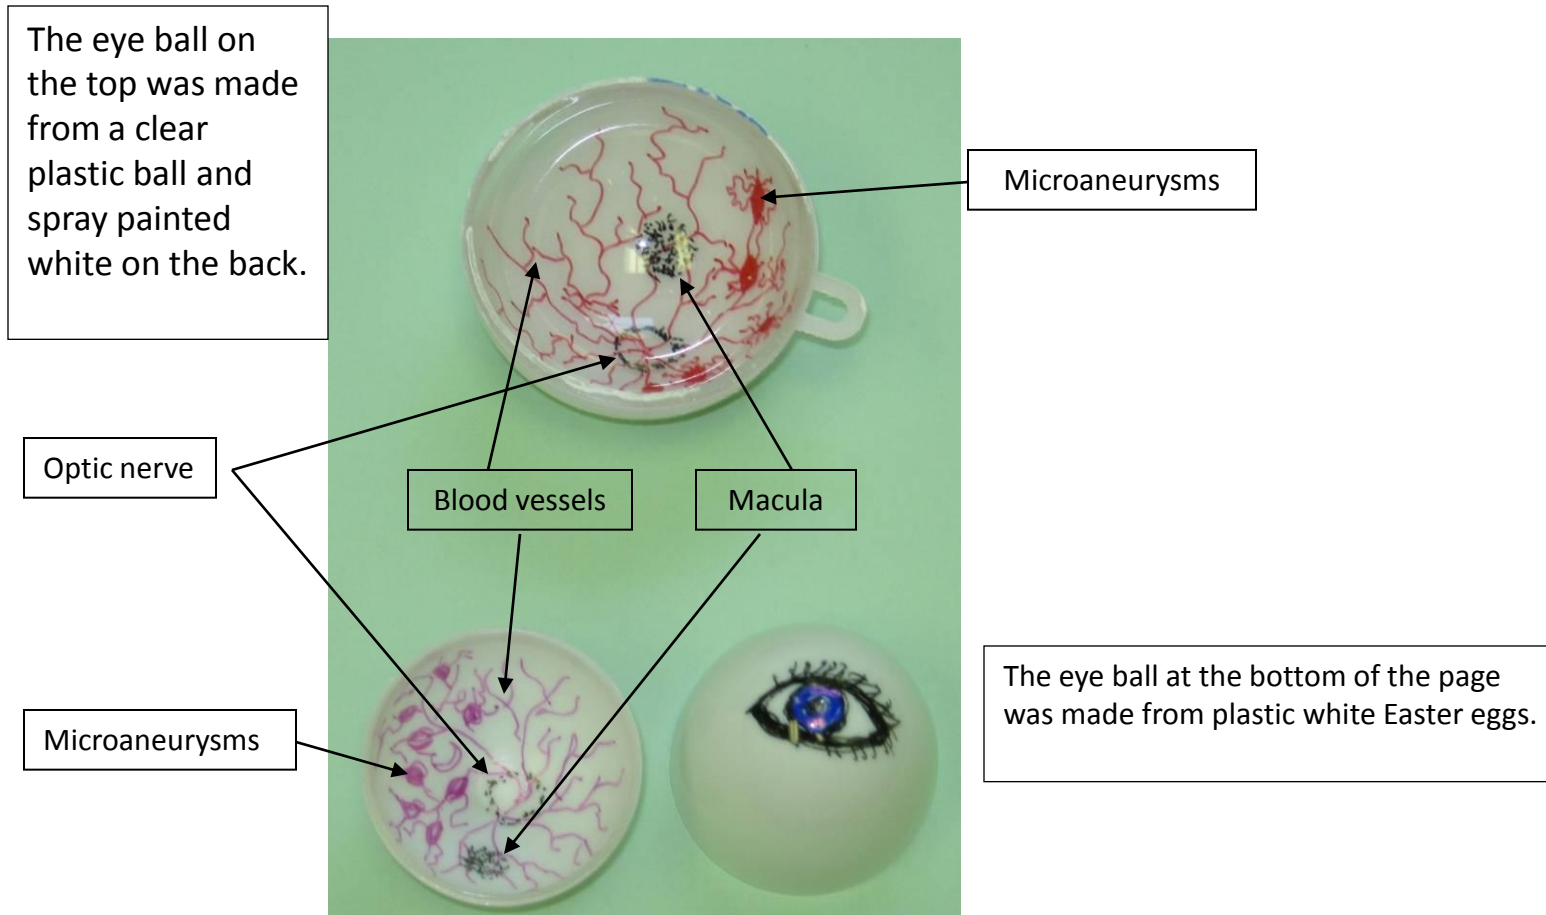 The eye ball on
the top was made
from a clear
plastic ball and
spray painted
white on the back.
Microaneurysms
Optic nerve
Blood vessels
Macula
Microaneurysms
The eye ball at the bottom of the page
was made from plastic white Easter eggs.